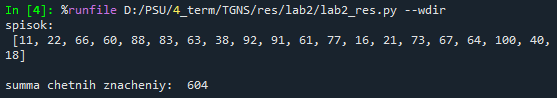 In [4]: %runfile D:/PSU/4_term/TGNS/res/lab2/lab2_res.py --wdir
spisok:
[11, 22, 66, 60, 88, 83, 63, 38, 92, 91, 61, 77, 16, 21, 73, 67, 64, 100, 40,
18]
summa chetnih znacheniy: 604